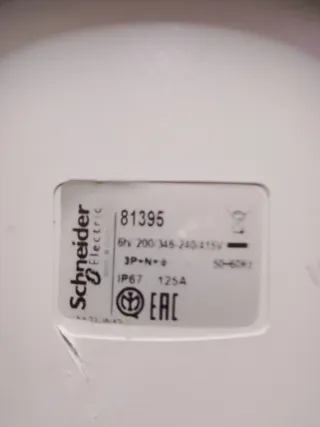 Schneider
Electric
81395
6h 200/346-240/415V
3P+N+⏚ 50-60Hz
IP67 125A
EAC